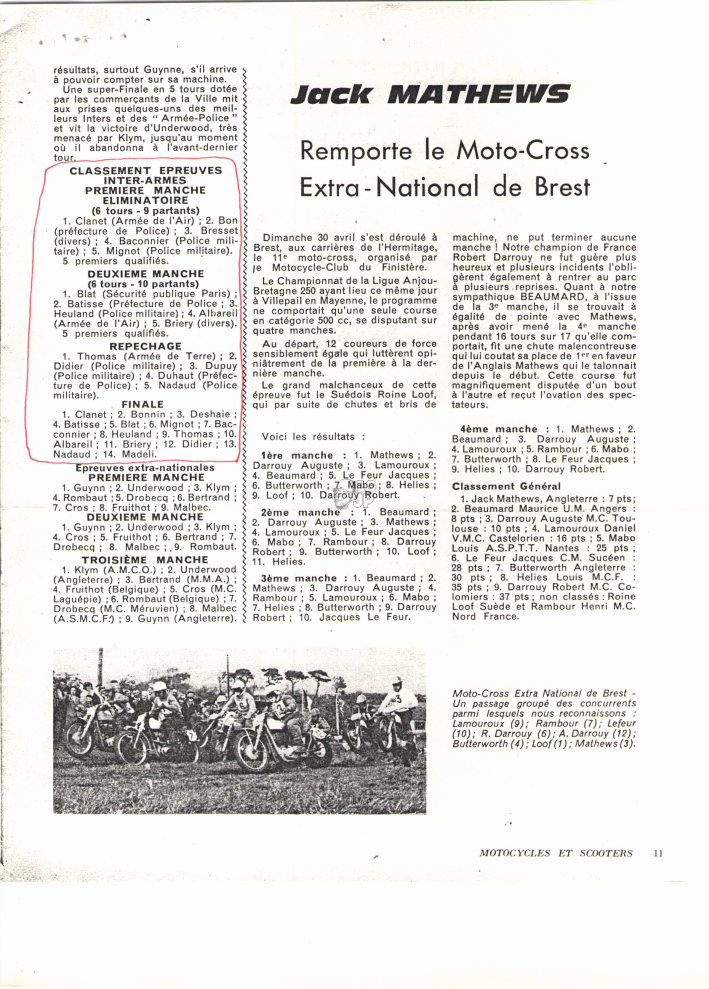 résultats, surtout Guynne, s'il arrive
à pouvoir compter sur sa machine.
Une super-Finale en 5 tours dotée
par les commerçants de la Ville mit
aux prises quelques-uns des meil-
leurs Inters et des " Armée-Police "
et vit la victoire d'Underwood, très
menacé par Klym, jusqu'au moment
où il abandonna à l'avant-dernier
tour.
CLASSEMENT EPREUVES
INTER-ARMES
PREMIERE MANCHE
ELIMINATOIRE
(6 tours - 9 partants)
1. Clanet (Armée de l'Air) ; 2. Bon
(préfecture de Police) ; 3. Bresset
(divers) ; 4. Baconnier (Police mili-
taire) ; 5. Mignot (Police militaire).
5 premiers qualifiés.
DEUXIEME MANCHE
(6 tours - 10 partants)
1. Blat (Sécurité publique Paris) ;
2. Batisse (Préfecture de Police ; 3.
Heuland (Police militaire) ; 4. Albareil
(Armée de l'Air) ; 5. Briery (divers).
5 premiers qualifiés.
REPECHAGE
1. Thomas (Armée de Terre) ; 2.
Didier (Police militaire) ; 3. Dupuy
(Police militaire) ; 4. Duhaut (Préfec-
ture de Police) ; 5. Nadaud (Police
militaire).
FINALE
1. Clanet ; 2. Bonnin ; 3. Deshaie ;
4. Batisse ; 5. Blat ; 6. Mignot ; 7. Bac-
connier ; 8. Heuland ; 9. Thomas ; 10.
Albareil ; 11. Briery ; 12. Didier ; 13.
Nadaud ; 14. Madeli.
Epreuves extra-nationales
PREMIERE MANCHE
1. Guynn ; 2. Underwood ; 3. Klym ;
4. Rombaut ; 5. Drobecq ; 6. Bertrand ;
7. Cros ; 8. Fruithof ; 9. Malbec.
DEUXIEME MANCHE
1. Guynn ; 2. Underwood ; 3. Klym ;
4. Cros ; 5. Fruithof ; 6. Bertrand ; 7.
Drobecq ; 8. Malbec ; 9. Rombaut.
TROISIÈME MANCHE
1. Klym (A.M.C.O.) ; 2. Underwood
(Angleterre) ; 3. Bertrand (M.M.A.) ;
4. Fruithof (Belgique) ; 5. Cros (M.C.
Laguépie) ; 6. Rombaut (Belgique) ; 7.
Drobecq (M.C. Méruvien) ; 8. Malbec
(A.S.M.C.F.) ; 9. Guynn (Angleterre).
Jack MATHEWS
Remporte le Moto-Cross
Extra-National de Brest
Dimanche 30 avril s'est déroulé à
Brest, aux carrières de l'Hermitage,
le 11e moto-cross, organisé par
le Motocycle-Club du Finistère.
Le Championnat de la Ligue Anjou-
Bretagne 250 ayant lieu ce même jour
à Villepail en Mayenne, le programme
ne comportait qu'une seule course
en catégorie 500 cc, se disputant sur
quatre manches.
Au départ, 12 coureurs de force
sensiblement égale qui luttèrent opi-
niâtrement de la première à la der-
nière manche.
Le grand malchanceux de cette
épreuve fut le Suédois Roine Loof,
qui par suite de chutes et bris de
machine, ne put terminer aucune
manche ! Notre champion de France
Robert Darrouy ne fut guère plus
heureux et plusieurs incidents l'obli-
gèrent également à rentrer au parc
à plusieurs reprises. Quant à notre
sympathique BEAUMARD, à l'issue
de la 3e manche, il se trouvait à
égalité de pointe avec Mathews,
après avoir mené la 4e manche
pendant 16 tours sur 17 qu'elle com-
portait, fit une chute malencontreuse
qui lui coutat sa place de 1er en faveur
de l'Anglais Mathews qui le talonnait
depuis le début. Cette course fut
magnifiquement disputée d'un bout
à l'autre et reçut l'ovation des spec-
tateurs.
Voici les résultats :
1ère manche : 1. Mathews ; 2.
Darrouy Auguste ; 3. Lamouroux ;
4. Beaumard ; 5. Le Feur Jacques ;
6. Butterworth ; 7. Mabo ; 8. Helies
9. Loof ; 10. Darrouy Robert.
2ème manche : 1. Beaumard ;
2. Darrouy Auguste ; 3. Mathews ;
4. Lamouroux ; 5. Le Feur Jacques ;
6. Mabo ; 7. Rambour ; 8. Darrouy
Robert ; 9. Butterworth ; 10. Loof ;
11. Helies.
3ème manche : 1. Beaumard ; 2.
Mathews ; 3. Darrouy Auguste ; 4.
Rambour ; 5. Lamouroux ; 6. Mabo ;
7. Helies ; 8. Butterworth ; 9. Darrouy
Robert ; 10. Jacques Le Feur.
4ème manche : 1. Mathews ; 2.
Beaumard ; 3. Darrouy Auguste ;
4. Lamouroux ; 5. Rambour ; 6. Mabo ;
7. Butterworth ; 8. Le Feur Jacques ;
9. Helies ; 10. Darrouy Robert.
Classement Général
1. Jack Mathews, Angleterre : 7 pts;
2. Beaumard Maurice U.M. Angers :
8 pts ; 3. Darrouy Auguste M.C. Tou-
louse : 10 pts ; 4. Lamouroux Daniel
V.M.C. Castelorien : 16 pts ; 5. Mabo
Louis A.S.P.T.T. Nantes : 25 pts ;
6. Le Feur Jacques C.M. Sucéen :
28 pts ; 7. Butterworth Angleterre :
30 pts ; 8. Helies Louis M.C.F. :
35 pts ; 9. Darrouy Robert M.C. Co-
lomiers : 37 pts ; non classés : Roine
Loof Suède et Rambour Henri M.C.
Nord France.
Moto-Cross Extra National de Brest -
Un passage groupé des concurrents
parmi lesquels nous reconnaissons :
Lamouroux (9) ; Rambour (7) ; Lefeur
(10) ; R. Darrouy (6) ; A. Darrouy (12) ;
Butterworth (4) ; Loof (1) ; Mathews (3).
MOTOCYCLES ET SCOOTERS 11